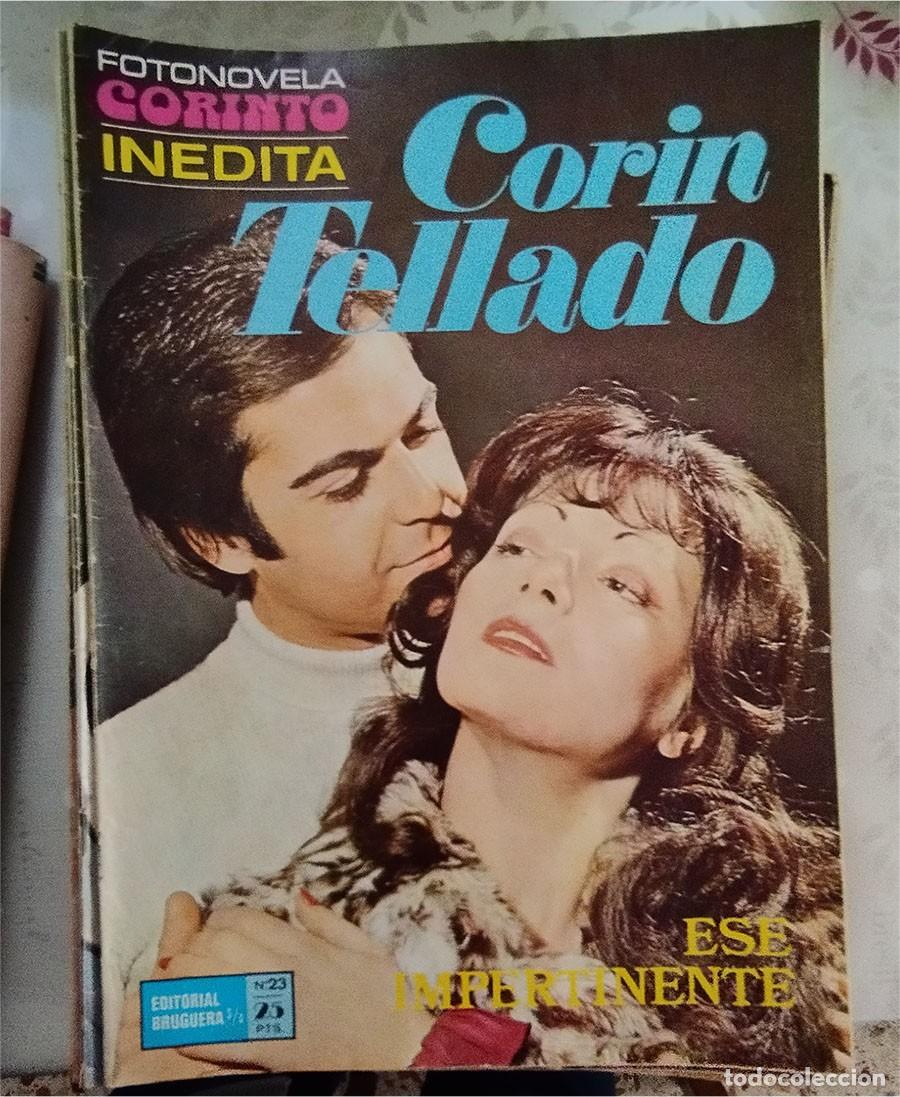 FOTONOVELA
CORINTO
INEDITA
Corin
Tellado
ESE
IMPERTINENTE
EDITORIAL
BRUGUERA S/A
Nº23
25
PTS.
todocoleccion